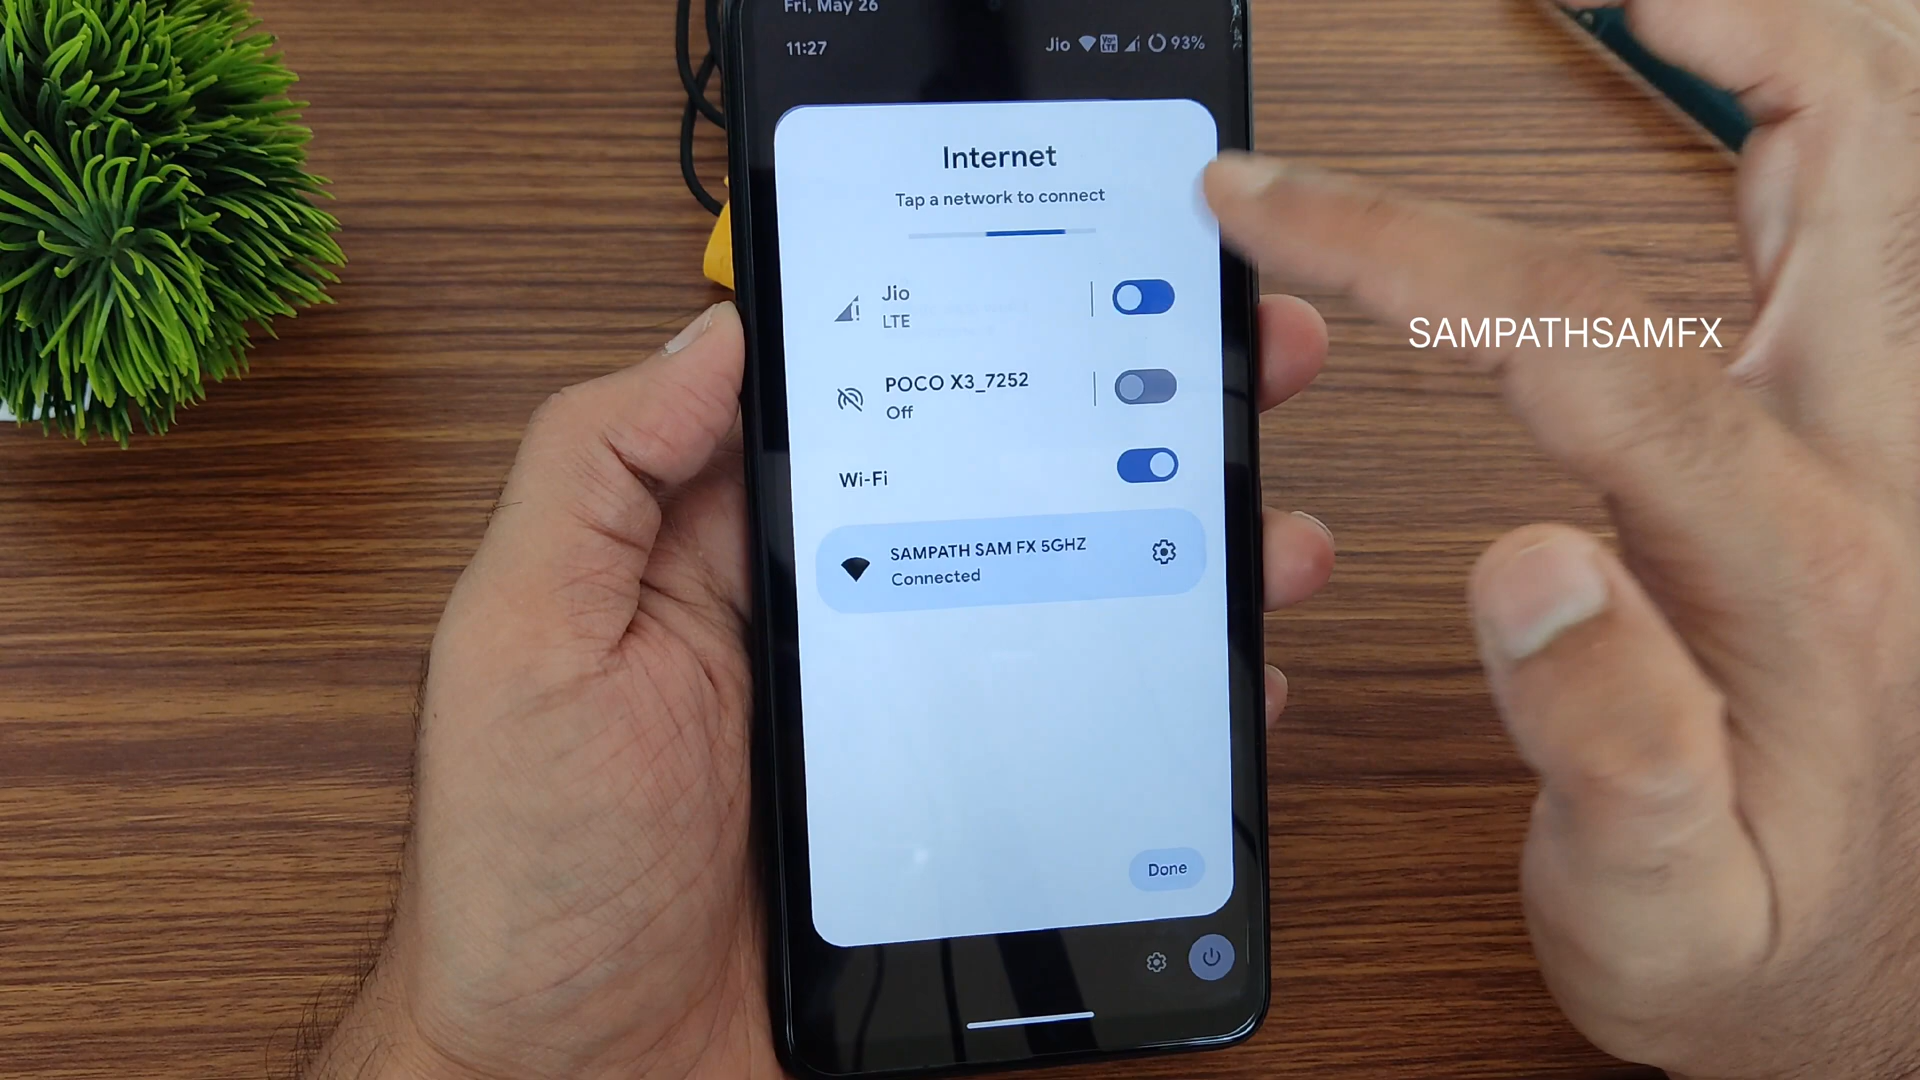 Fri, May 26
11:27 Jio 93%
Internet
Tap a network to connect
Jio
LTE
POCO X3_7252
Off
Wi-Fi
SAMPATH SAM FX 5GHZ
Connected
Done
SAMPATHSAMFX